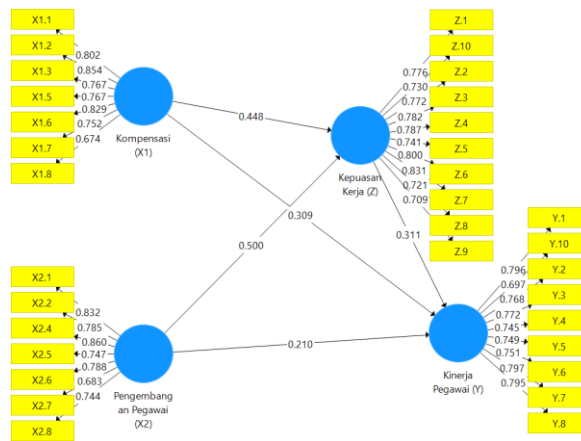 X1.1
X1.2
X1.3
X1.5
X1.6
X1.7
X1.8
0.802
0.854
0.767
0.767
0.829
0.752
0.674
Kompensasi
(X1)
0.448
0.309
X2.1
X2.2
X2.4
X2.5
X2.6
X2.7
X2.8
0.832
0.785
0.860
0.747
0.788
0.683
0.744
Pengembang
an Pegawai
(X2)
0.500
0.210
Z.1
Z.10
Z.2
Z.3
Z.4
Z.5
Z.6
Z.7
Z.8
Z.9
0.776
0.730
0.772
0.782
0.787
0.741
0.800
0.831
0.721
0.709
Kepuasan
Kerja (Z)
0.311
Y.1
Y.10
Y.2
Y.3
Y.4
Y.5
Y.6
Y.7
Y.8
0.796
0.697
0.768
0.772
0.745
0.749
0.751
0.797
0.795
Kinerja
Pegawai (Y)